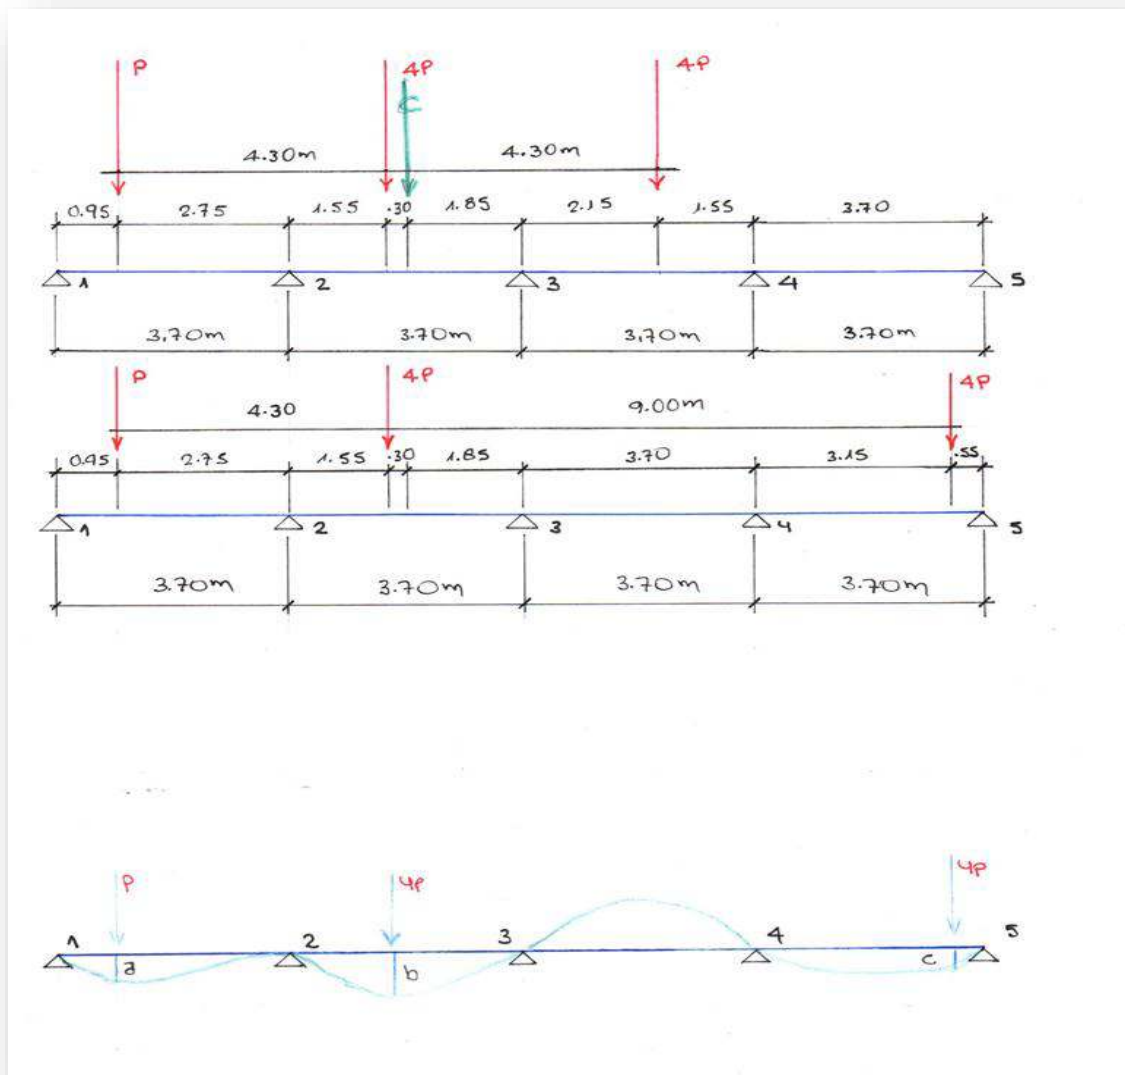 P 4P 4P
C
4.30m 4.30m
0.95 2.75 1.55 .30 1.85 2.15 1.55 3.70
1 2 3 4 5
3,70m 3.70m 3,70m 3.70m
P 4P 4P
4.30 9.00m
0.95 2.75 1.55 .30 1.85 3.70 3.15 .55
1 2 3 4 5
3.70m 3.70m 3.70m 3.70m
P 4P 4P
1 2 3 4 5
a b c